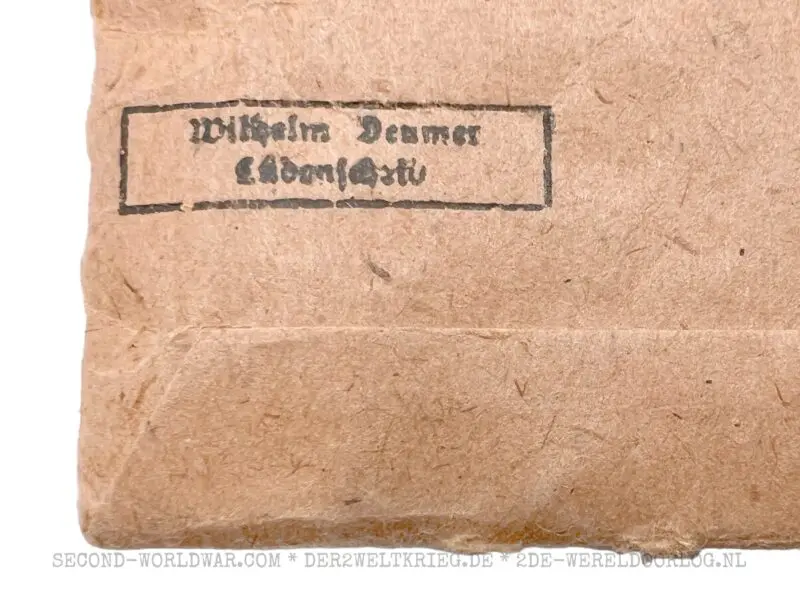 Wilhelm Deumer
Lüdenscheid
SECOND-WORLDWAR.COM * DER2WELTKRIEG.DE * 2DE-WERELDOORLOG.NL